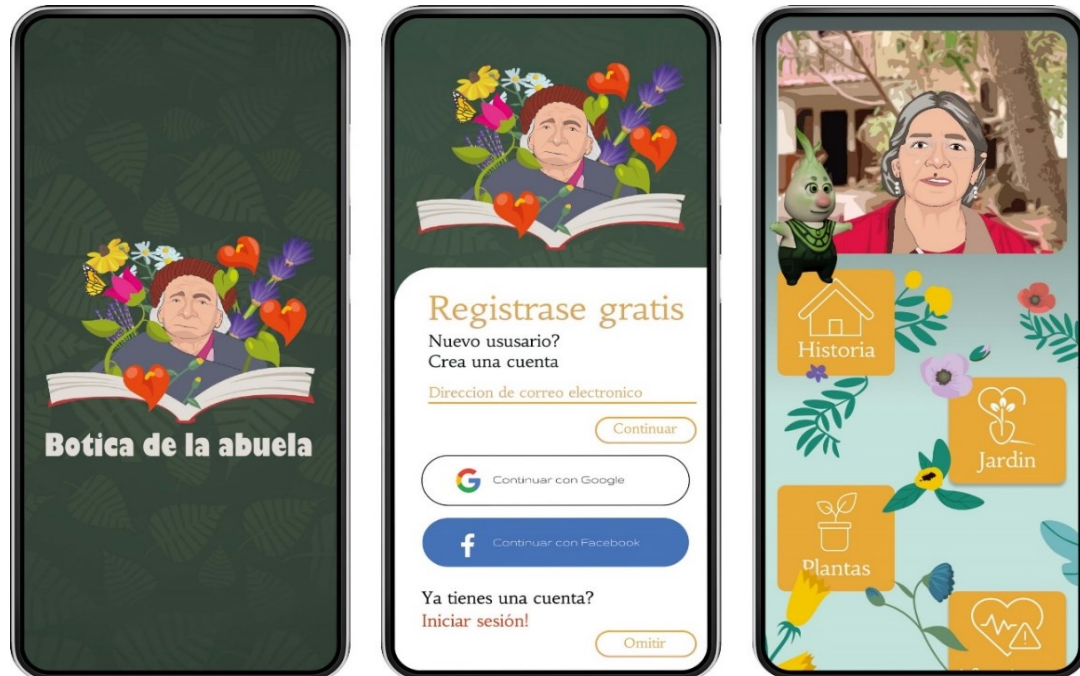 Botica de la abuela
Registrase gratis
Nuevo ususario?
Crea una cuenta
Direccion de correo electronico
Continuar
Continuar con Google
Continuar con Facebook
Ya tienes una cuenta?
Iniciar sesión!
Omitir
Historia
Jardin
Plantas